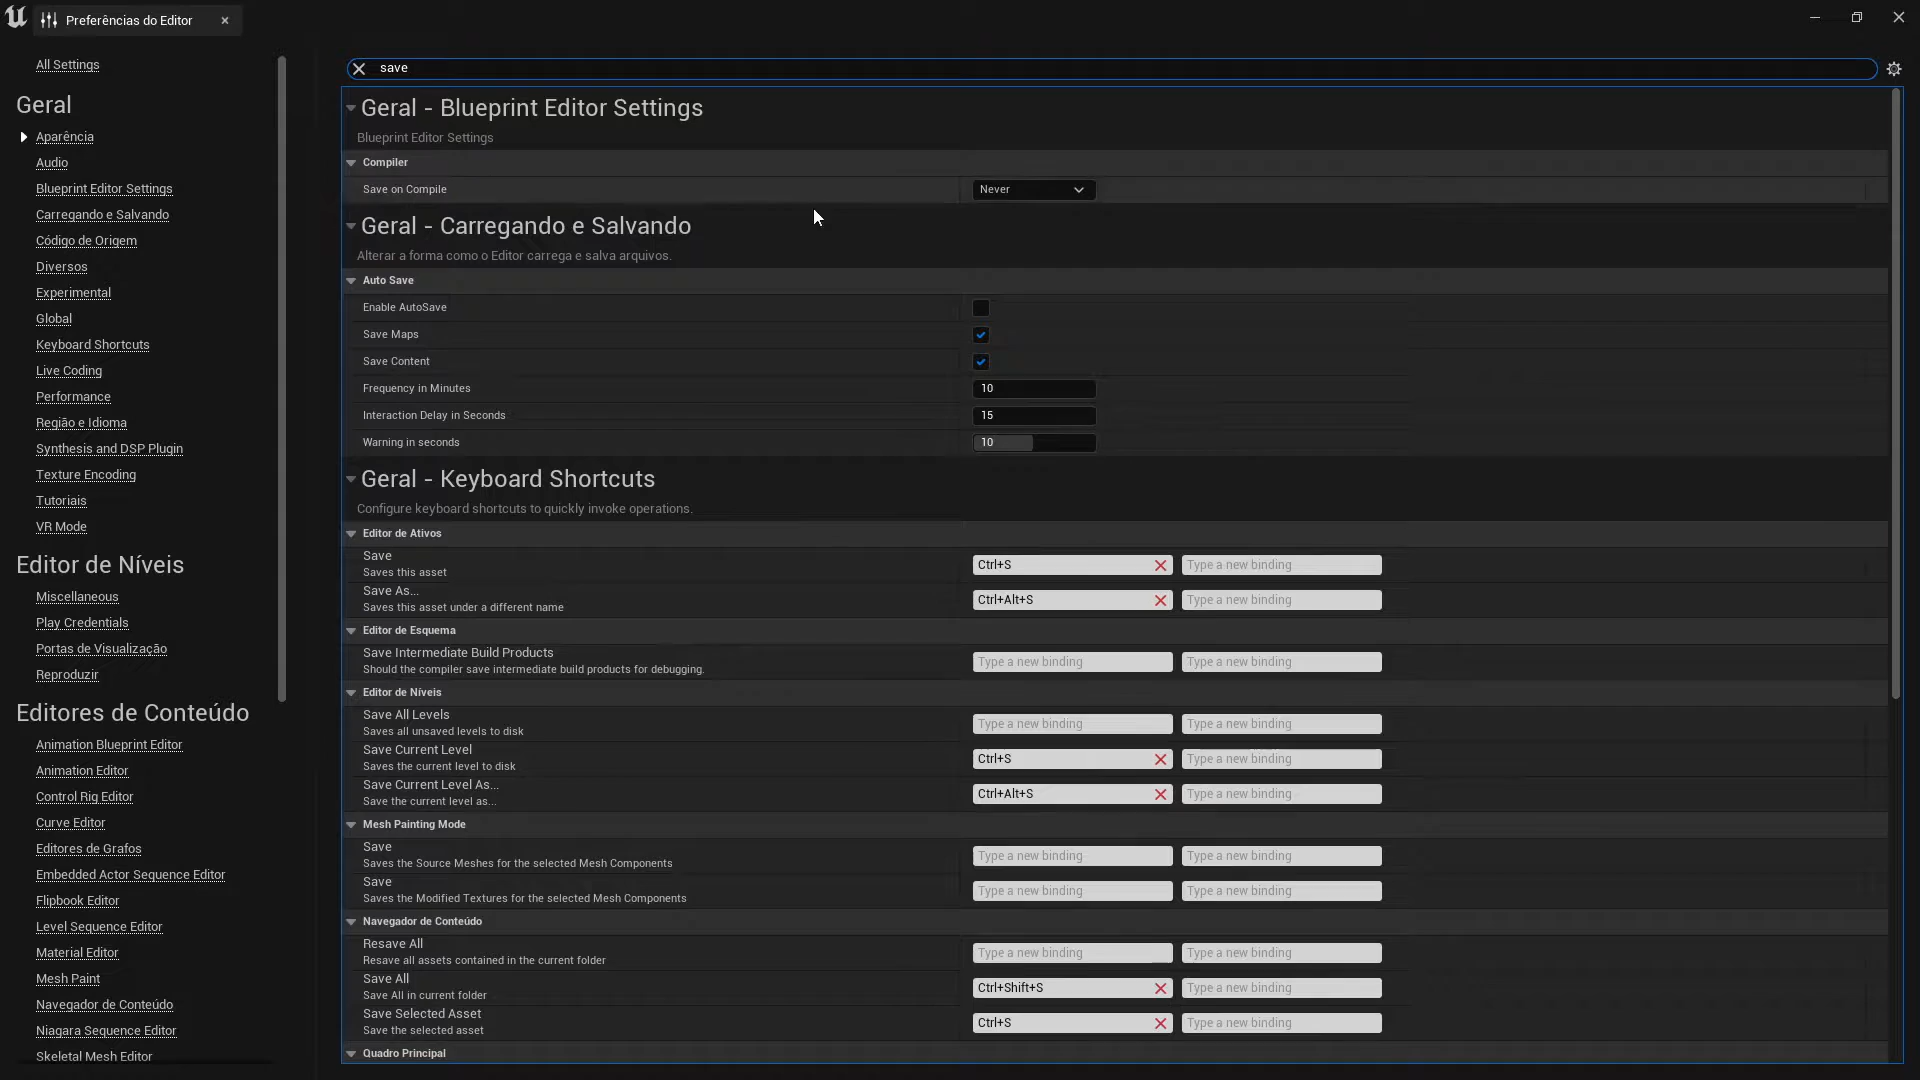 Preferências do Editor
save
All Settings
Geral
Aparência
Audio
Blueprint Editor Settings
Carregando e Salvando
Código de Origem
Diversos
Experimental
Global
Keyboard Shortcuts
Live Coding
Performance
Região e Idioma
Synthesis and DSP Plugin
Texture Encoding
Tutoriais
VR Mode
Editor de Níveis
Miscellaneous
Play Credentials
Portas de Visualização
Reproduzir
Editores de Conteúdo
Animation Blueprint Editor
Animation Editor
Control Rig Editor
Curve Editor
Editores de Grafos
Embedded Actor Sequence Editor
Flipbook Editor
Level Sequence Editor
Material Editor
Mesh Paint
Navegador de Conteúdo
Niagara Sequence Editor
Skeletal Mesh Editor
Geral - Blueprint Editor Settings
Blueprint Editor Settings
Compiler
Save on Compile Never
Geral - Carregando e Salvando
Alterar a forma como o Editor carrega e salva arquivos.
Auto Save
Enable AutoSave
Save Maps
Save Content
Frequency in Minutes 10
Interaction Delay in Seconds 15
Warning in seconds 10
Geral - Keyboard Shortcuts
Configure keyboard shortcuts to quickly invoke operations.
Editor de Ativos
Save
Saves this asset
Ctrl+S Type a new binding
Save As...
Saves this asset under a different name
Ctrl+Alt+S Type a new binding
Editor de Esquema
Save Intermediate Build Products
Should the compiler save intermediate build products for debugging.
Type a new binding Type a new binding
Editor de Níveis
Save All Levels
Saves all unsaved levels to disk
Type a new binding Type a new binding
Save Current Level
Saves the current level to disk
Ctrl+S Type a new binding
Save Current Level As...
Save the current level as...
Ctrl+Alt+S Type a new binding
Mesh Painting Mode
Save
Saves the Source Meshes for the selected Mesh Components
Type a new binding Type a new binding
Save
Saves the Modified Textures for the selected Mesh Components
Type a new binding Type a new binding
Navegador de Conteúdo
Resave All
Resave all assets contained in the current folder
Type a new binding Type a new binding
Save All
Save All in current folder
Ctrl+Shift+S Type a new binding
Save Selected Asset
Save the selected asset
Ctrl+S Type a new binding
Quadro Principal